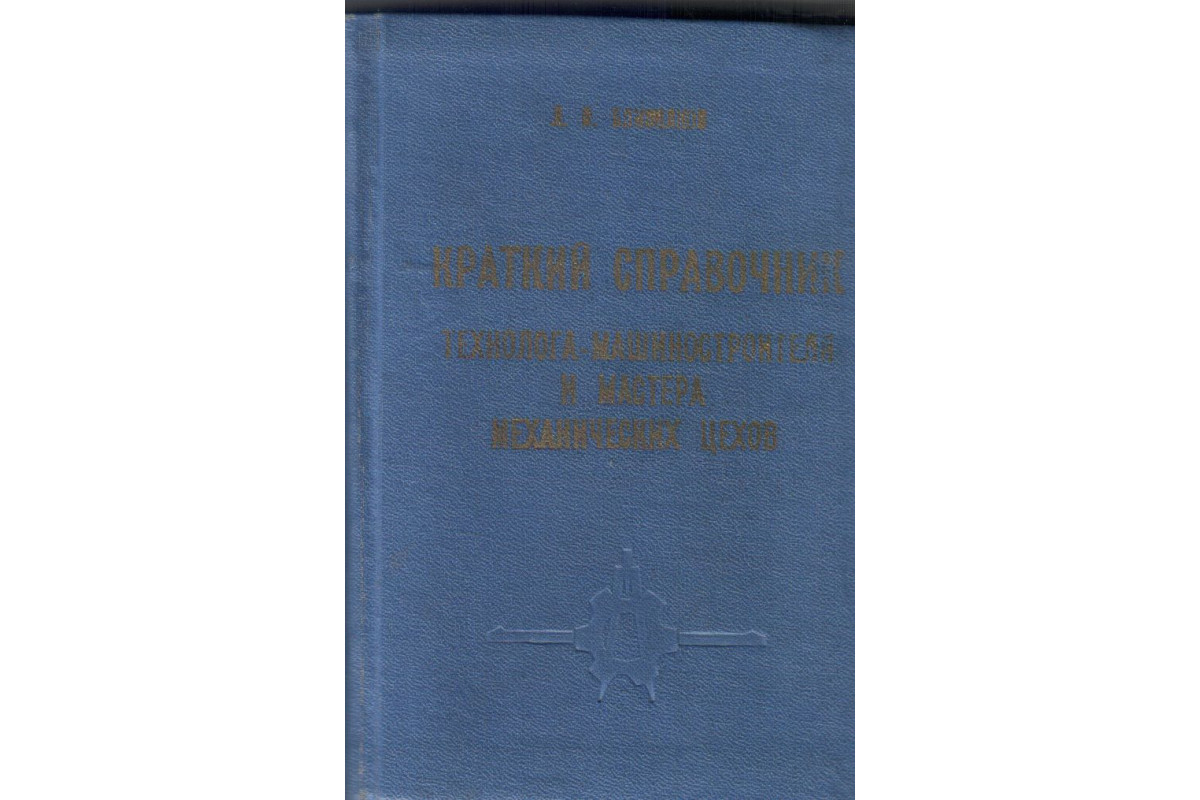 КРАТКИЙ СПРАВОЧНИК
ТЕХНОЛОГА-МАШИНОСТРОИТЕЛЯ
И МАСТЕРА
МЕХАНИЧЕСКИХ ЦЕХОВ